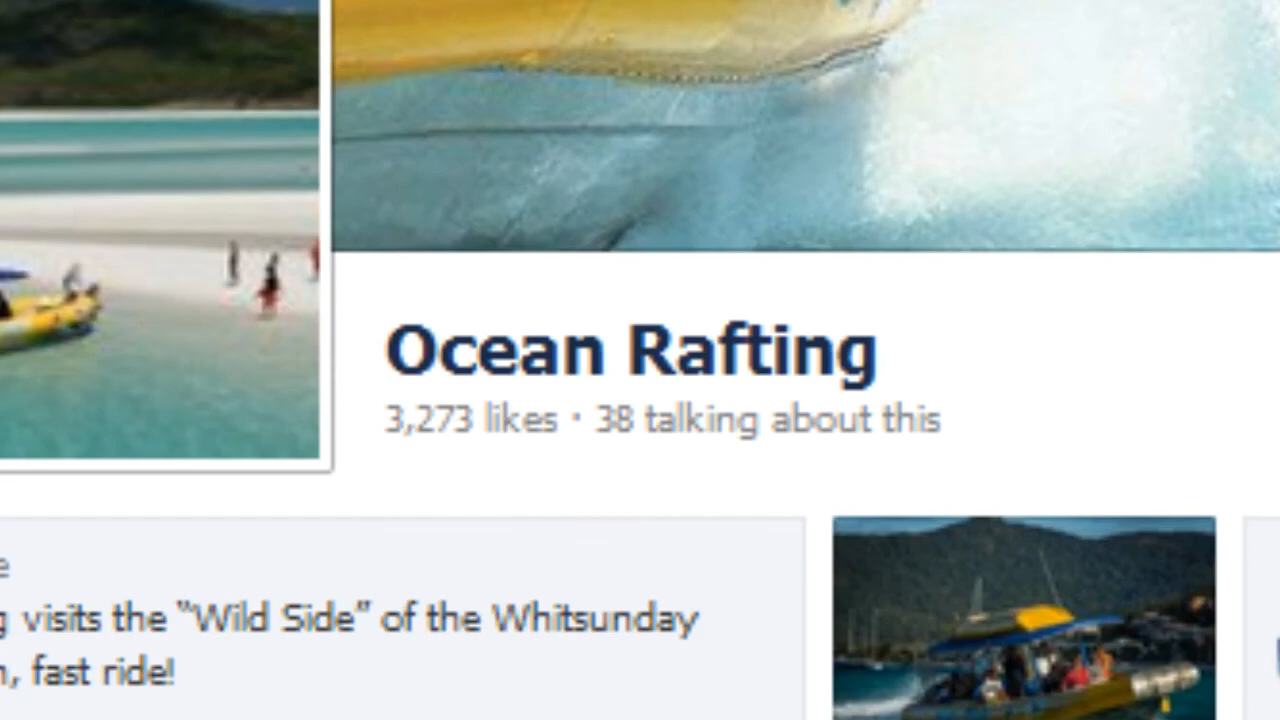 Ocean Rafting
3,273 likes · 38 talking about this
visits the “Wild Side” of the Whitsunday
, fast ride!